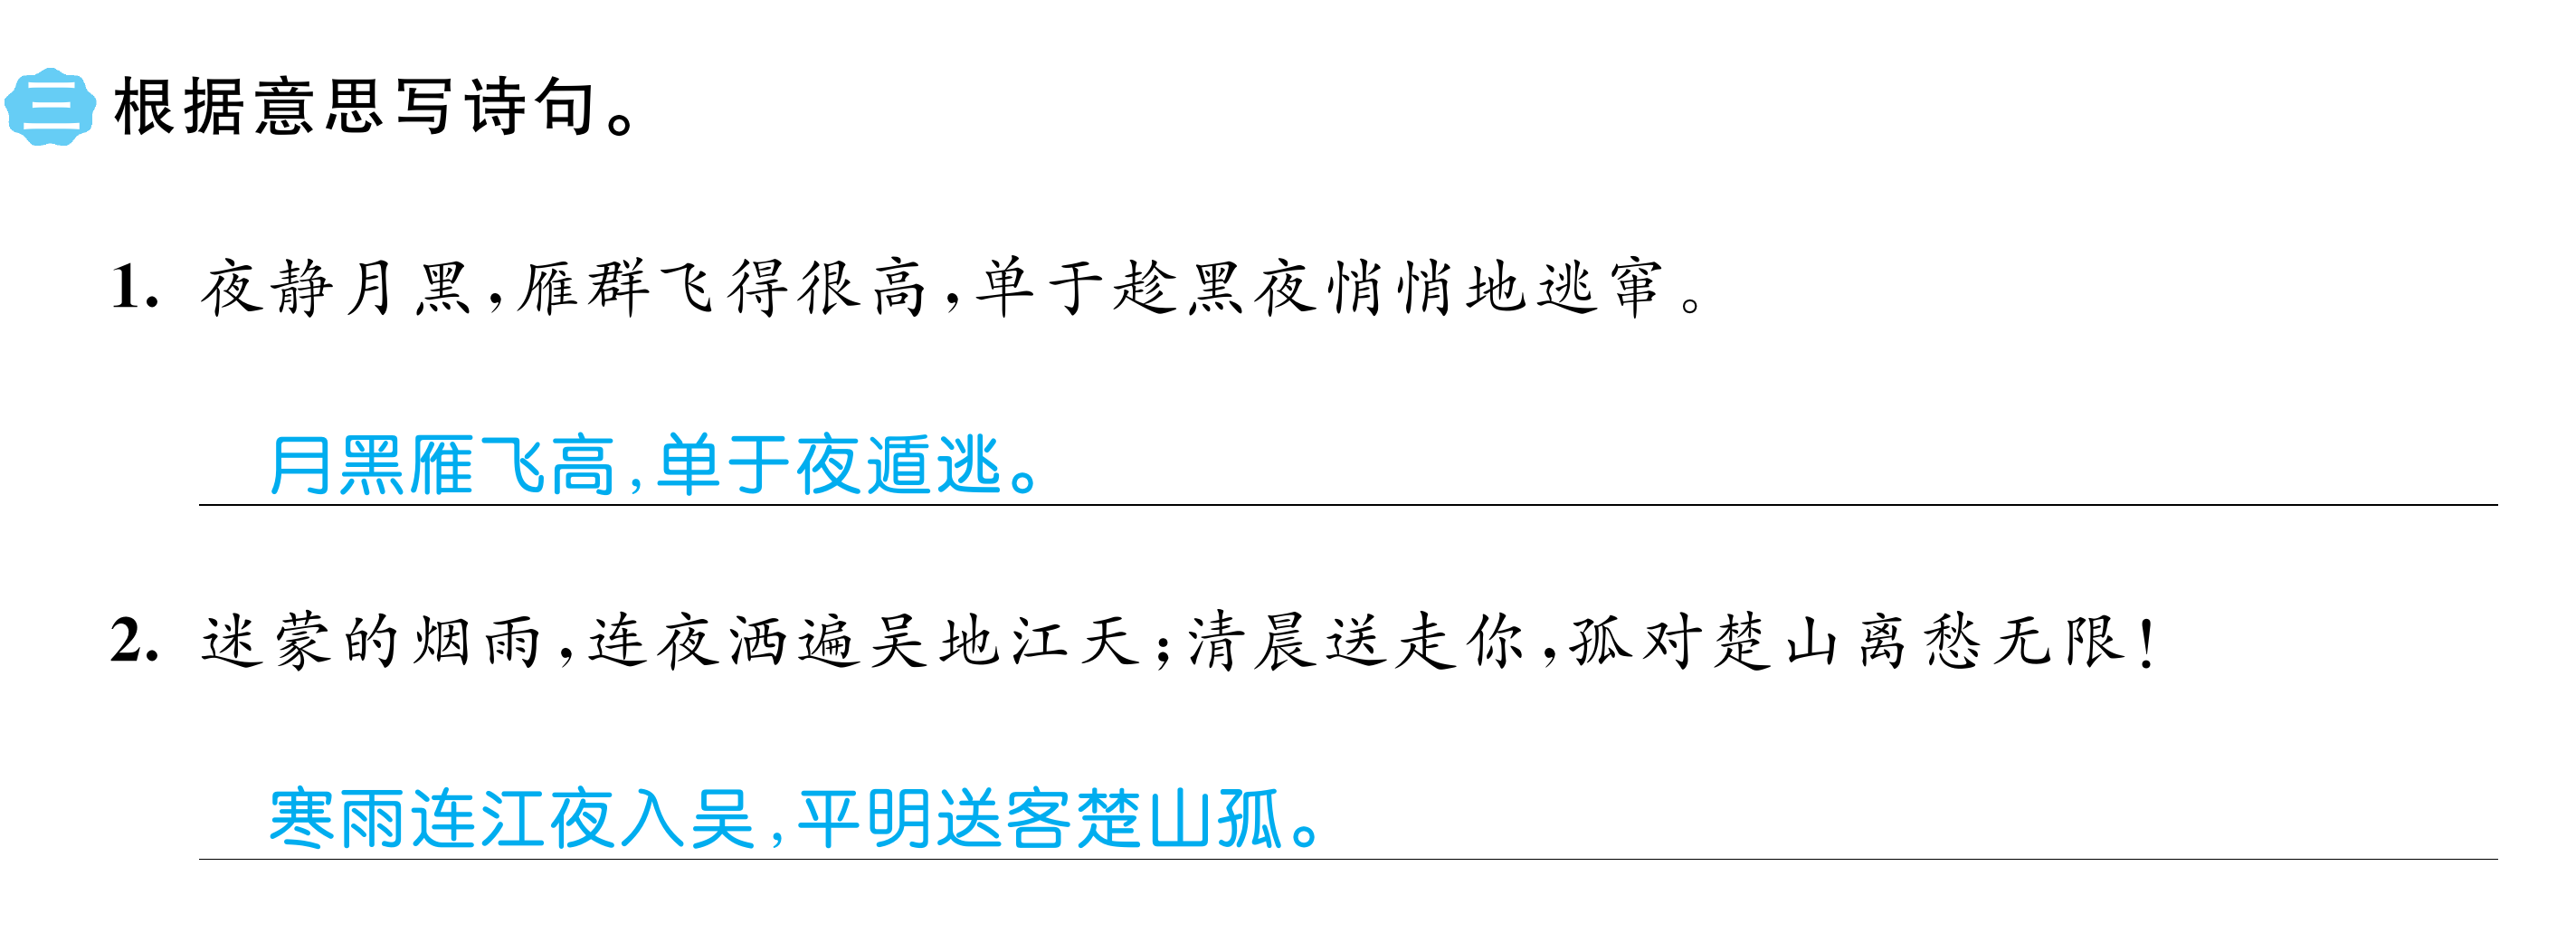 三 根据意思写诗句。
1. 夜静月黑,雁群飞得很高,单于趁黑夜悄悄地逃窜。
月黑雁飞高,单于夜遁逃。
2. 迷蒙的烟雨,连夜洒遍吴地江天;清晨送走你,孤对楚山离愁无限!
寒雨连江夜入吴,平明送客楚山孤。